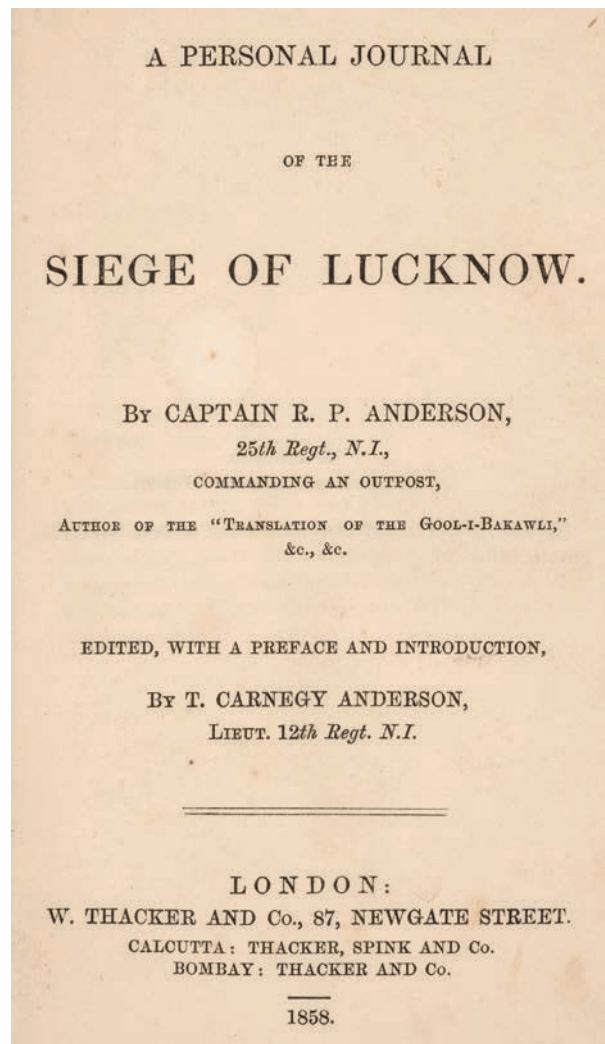 A PERSONAL JOURNAL
OF THE
SIEGE OF LUCKNOW.
By CAPTAIN R. P. ANDERSON,
25th Regt., N.I.,
COMMANDING AN OUTPOST,
Author of the “Translation of the Gool-i-Bakawli,”
&c., &c.
EDITED, WITH A PREFACE AND INTRODUCTION,
By T. CARNEGY ANDERSON,
Lieut. 12th Regt. N.I.
LONDON:
W. THACKER AND Co., 87, NEWGATE STREET.
CALCUTTA: THACKER, SPINK AND Co.
BOMBAY: THACKER AND Co.
1858.